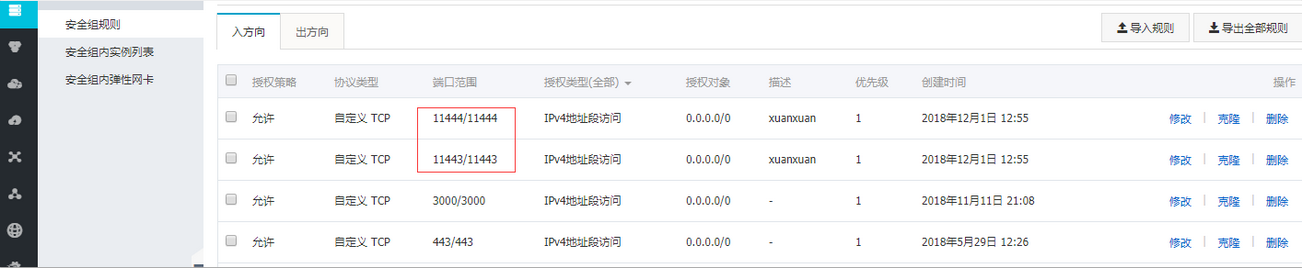 安全组规则
安全组内实例列表
安全组内弹性网卡
入方向 出方向 导入规则 导出全部规则
授权策略 协议类型 端口范围 授权类型(全部) 授权对象 描述 优先级 创建时间 操作
允许 自定义 TCP 11444/11444 IPv4地址段访问 0.0.0.0/0 xuanxuan 1 2018年12月1日 12:55 修改 克隆 删除
允许 自定义 TCP 11443/11443 IPv4地址段访问 0.0.0.0/0 xuanxuan 1 2018年12月1日 12:55 修改 克隆 删除
允许 自定义 TCP 3000/3000 IPv4地址段访问 0.0.0.0/0 - 1 2018年11月11日 21:08 修改 克隆 删除
允许 自定义 TCP 443/443 IPv4地址段访问 0.0.0.0/0 - 1 2018年5月29日 12:26 修改 克隆 删除